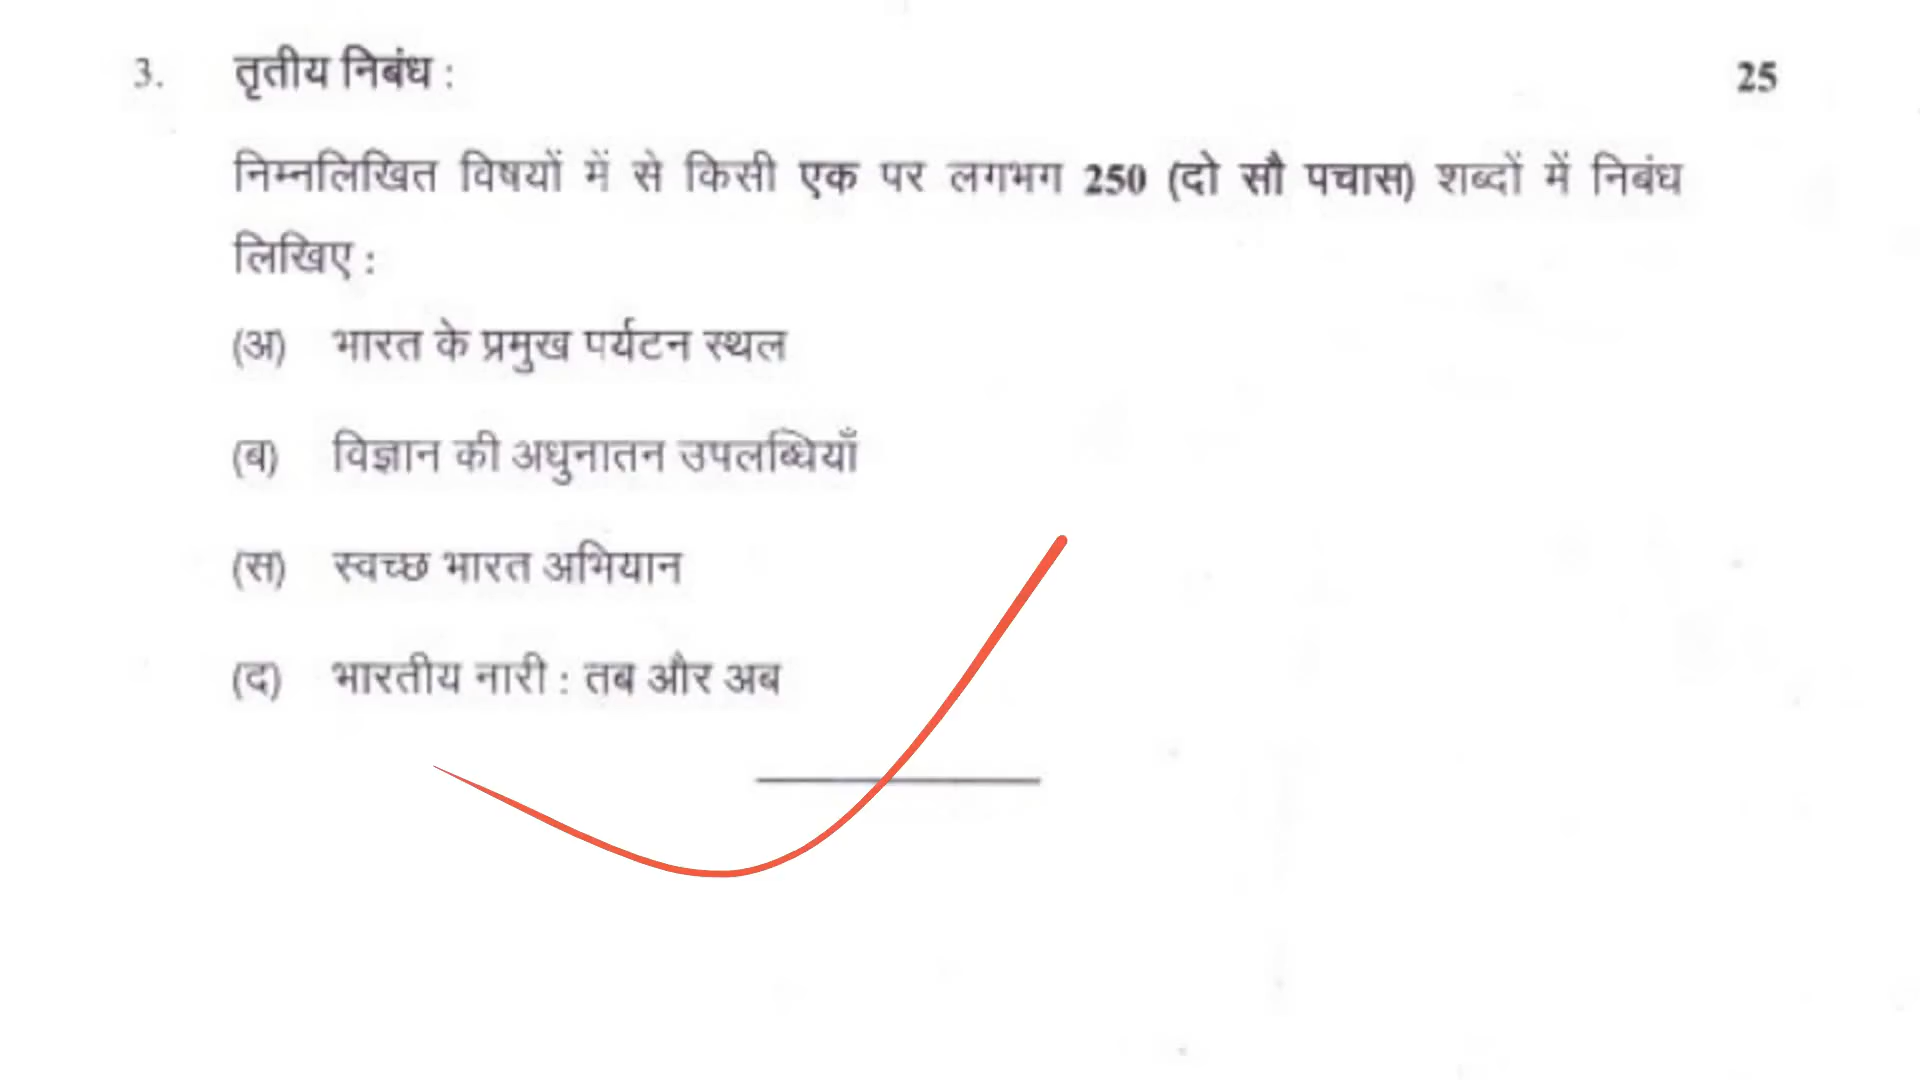 3. तृतीय निबंध : 25
निम्नलिखित विषयों में से किसी एक पर लगभग 250 (दो सौ पचास) शब्दों में निबंध
लिखिए :
(अ) भारत के प्रमुख पर्यटन स्थल
(ब) विज्ञान की अधुनातन उपलब्धियाँ
(स) स्वच्छ भारत अभियान
(द) भारतीय नारी : तब और अब